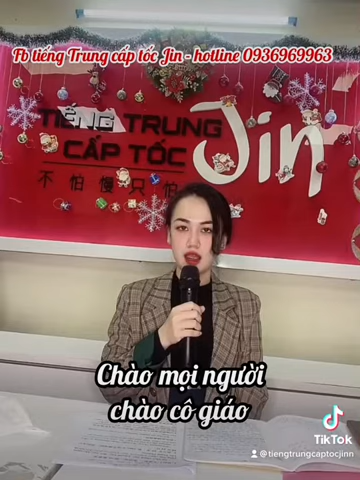 Fb tiếng Trung cấp tốc Jin - hotline 0936969963
TIẾNG TRUNG
CẤP TỐC
Jin
不怕慢只怕
Chào mọi người
chào cô giáo
TikTok
@tiengtrungcaptocjinn